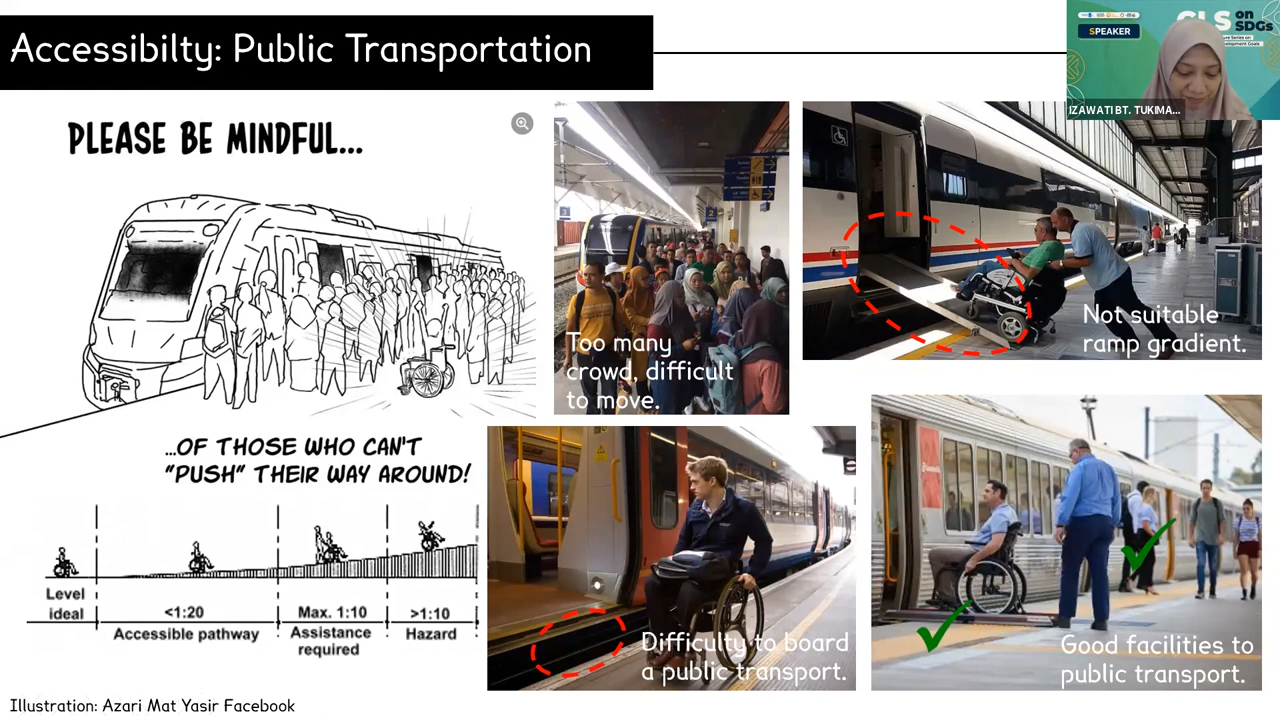 Accessibilty: Public Transportation
SPEAKER
on
SDGs
IZAWATI BT. TUKIMA...
PLEASE BE MINDFUL...
...OF THOSE WHO CAN'T
"PUSH" THEIR WAY AROUND!
Level
ideal
<1:20
Accessible pathway
Max. 1:10
Assistance
required
>1:10
Hazard
Too many
crowd, difficult
to move.
Not suitable
ramp gradient.
Difficulty to board
a public transport.
Good facilities to
public transport.
Illustration: Azari Mat Yasir Facebook